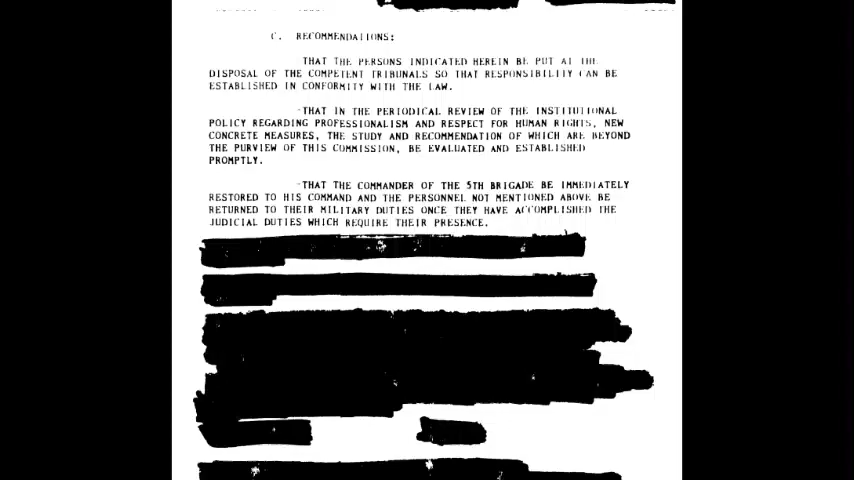 C. RECOMMENDATIONS:
THAT THE PERSONS INDICATED HEREIN BE PUT AT THE
DISPOSAL OF THE COMPETENT TRIBUNALS SO THAT RESPONSIBILITY CAN BE
ESTABLISHED IN CONFORMITY WITH THE LAW.
-THAT IN THE PERIODICAL REVIEW OF THE INSTITUTIONAL
POLICY REGARDING PROFESSIONALISM AND RESPECT FOR HUMAN RIGHTS, NEW
CONCRETE MEASURES, THE STUDY AND RECOMMENDATION OF WHICH ARE BEYOND
THE PURVIEW OF THIS COMMISSION, BE EVALUATED AND ESTABLISHED
PROMPTLY.
-THAT THE COMMANDER OF THE 5TH BRIGADE BE IMMEDIATELY
RESTORED TO HIS COMMAND AND THE PERSONNEL NOT MENTIONED ABOVE BE
RETURNED TO THEIR MILITARY DUTIES ONCE THEY HAVE ACCOMPLISHED THE
JUDICIAL DUTIES WHICH REQUIRE THEIR PRESENCE.